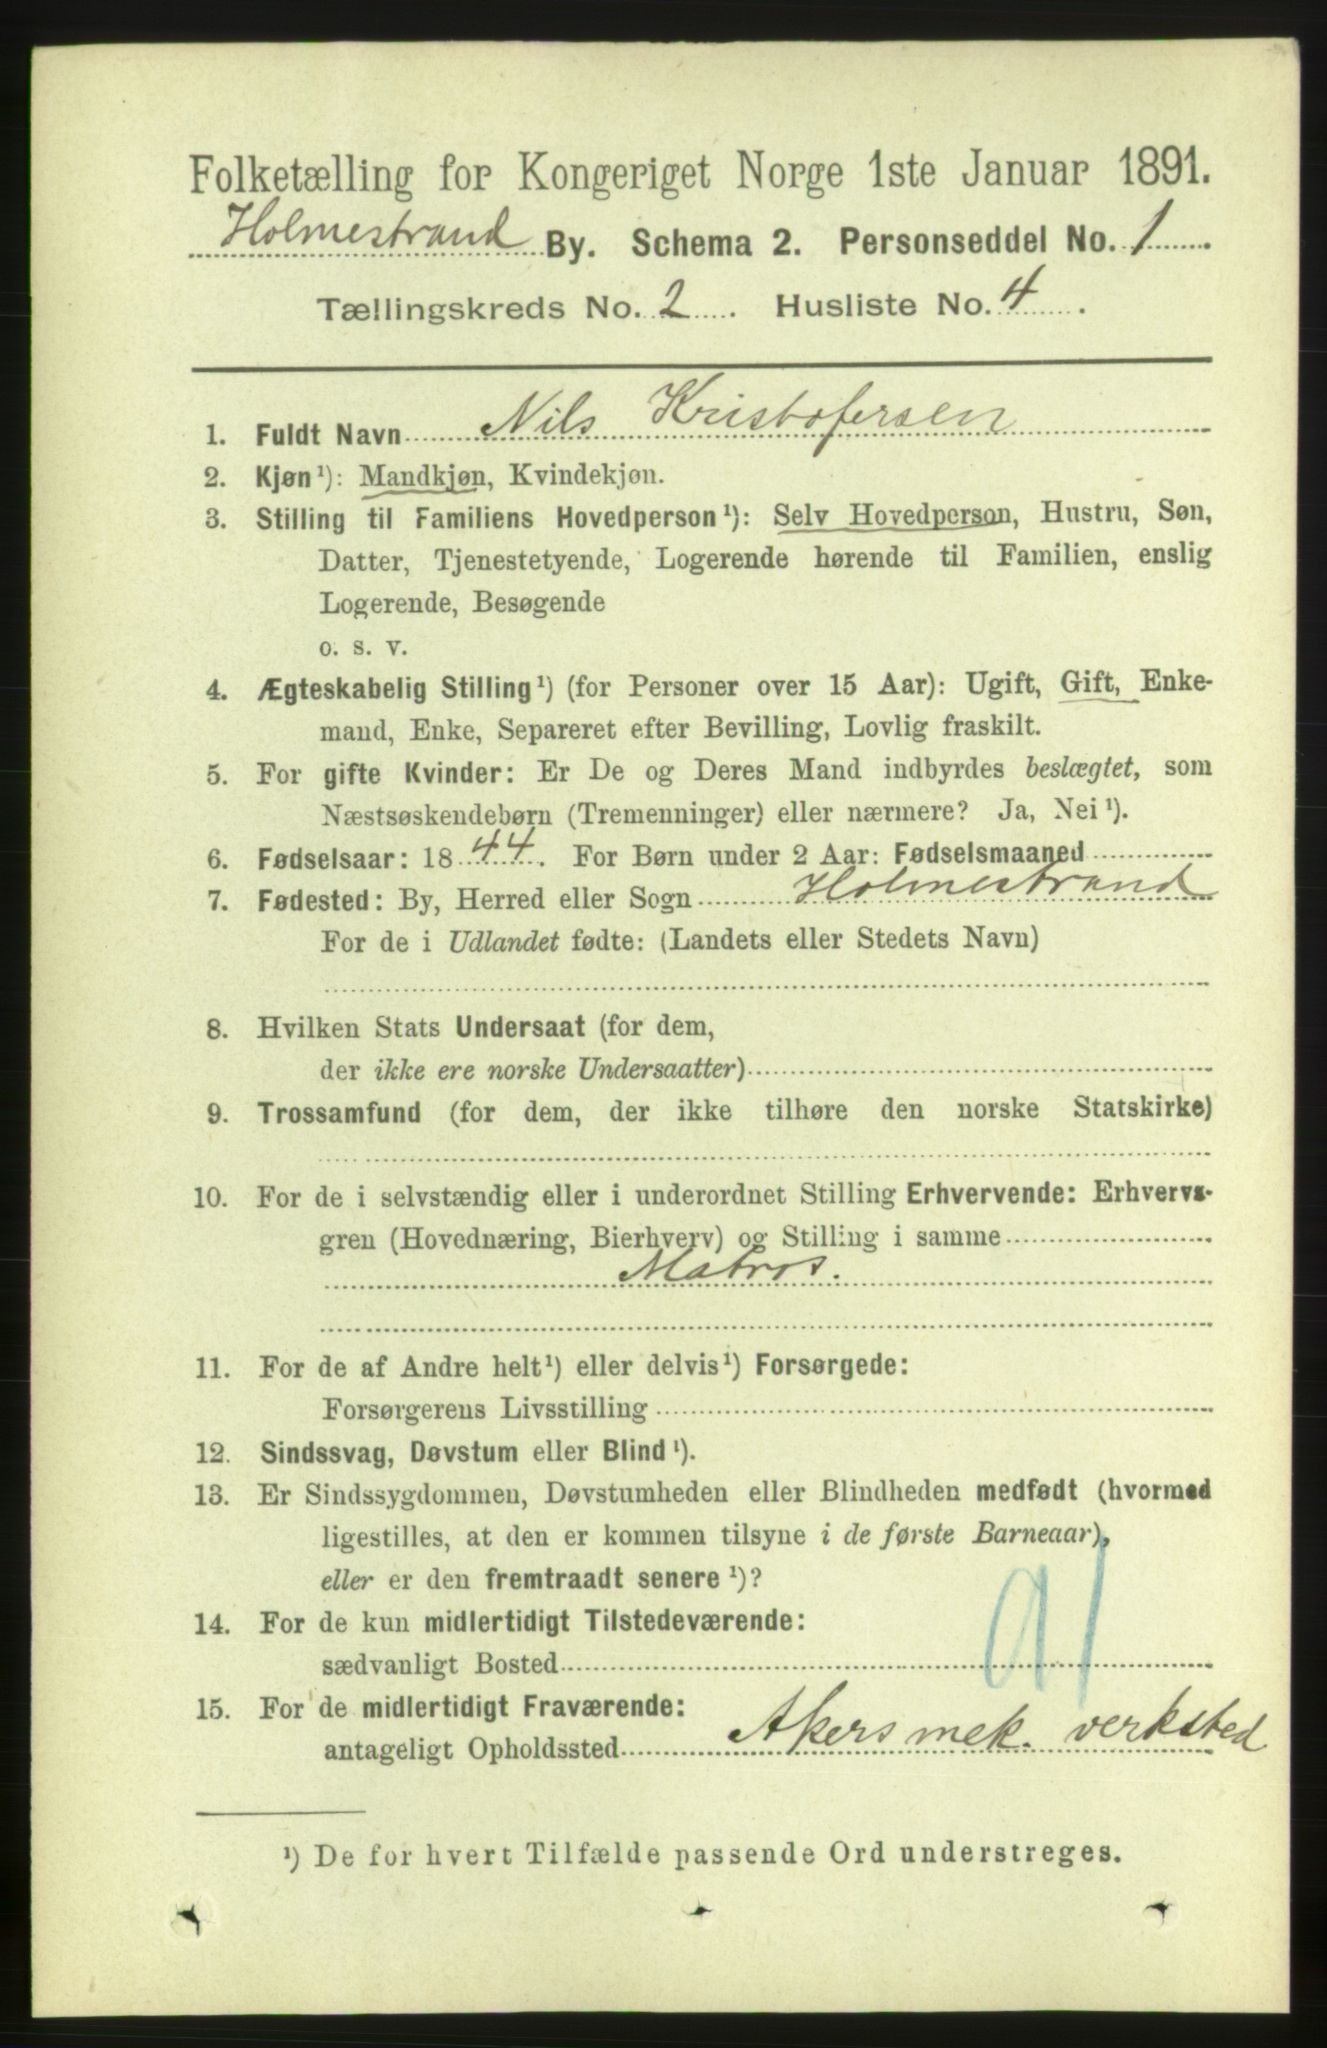 Folketælling for Kongeriget Norge 1ste Januar 1891.
Holmestrand By. Schema 2. Personseddel No. 1
Tællingskreds No. 2. Husliste No. 4.
1. Fuldt Navn Nils Kristofersen
2. Kjøn¹): Mandkjøn, Kvindekjøn.
3. Stilling til Familiens Hovedperson¹): Selv Hovedperson, Hustru, Søn,
Datter, Tjenestetyende, Logerende hørende til Familien, enslig
Logerende, Besøgende
o. s. v.
4. Ægteskabelig Stilling¹) (for Personer over 15 Aar): Ugift, Gift, Enke-
mand, Enke, Separeret efter Bevilling, Lovlig fraskilt.
5. For gifte Kvinder: Er De og Deres Mand indbyrdes beslægtet, som
Næstsøskendebørn (Tremenninger) eller nærmere? Ja, Nei¹).
6. Fødselsaar: 1844. For Børn under 2 Aar: Fødselsmaaned
7. Fødested: By, Herred eller Sogn Holmestrand
For de i Udlandet fødte: (Landets eller Stedets Navn)
8. Hvilken Stats Undersaat (for dem,
der ikke ere norske Undersaatter)
9. Trossamfund (for dem, der ikke tilhøre den norske Statskirke)
10. For de i selvstændig eller i underordnet Stilling Erhvervende: Erhvervs-
gren (Hovednæring, Bierhverv) og Stilling i samme
Matros.
11. For de af Andre helt¹) eller delvis¹) Forsørgede:
Forsørgerens Livsstilling
12. Sindssvag, Døvstum eller Blind¹).
13. Er Sindssygdommen, Døvstumheden eller Blindheden medfødt (hvormed
ligestilles, at den er kommen tilsyne i de første Barneaar),
eller er den fremtraadt senere¹)?
91
14. For de kun midlertidigt Tilstedeværende:
sædvanligt Bosted
15. For de midlertidigt Fraværende:
antageligt Opholdssted Akers mek. verksted
¹) De for hvert Tilfælde passende Ord understreges.